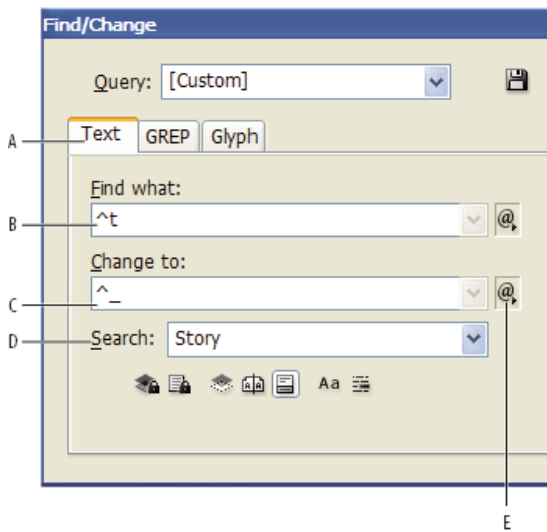 Find/Change
Query: [Custom]
A
Text GREP Glyph
Find what:
B ^t @
Change to:
C ^_ @
D Search: Story
Aa
E